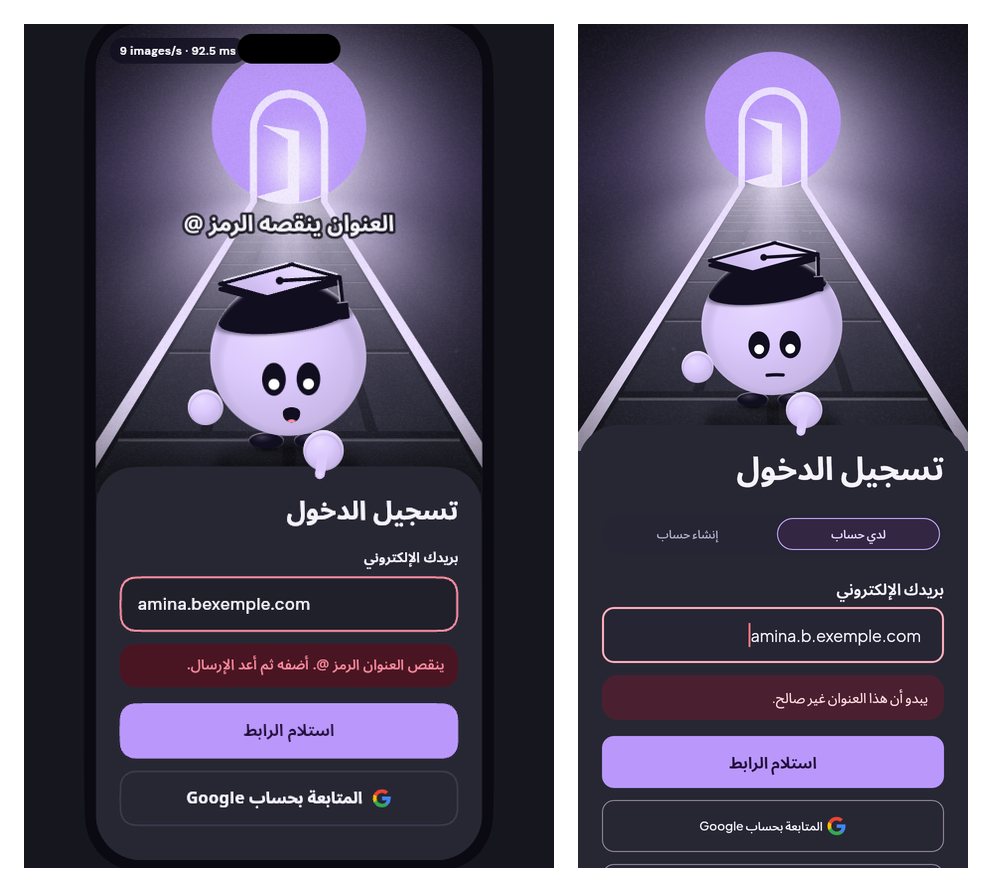 9 images/s · 92.5 ms
العنوان ينقصه الرمز @
تسجيل الدخول
بريدك الإلكتروني
amina.bexemple.com
ينقص العنوان الرمز @. أضفه ثم أعد الإرسال.
استلام الرابط
المتابعة بحساب Google
تسجيل الدخول
لدي حساب
إنشاء حساب
بريدك الإلكتروني
amina.b.exemple.com
يبدو أن هذا العنوان غير صالح.
استلام الرابط
المتابعة بحساب Google